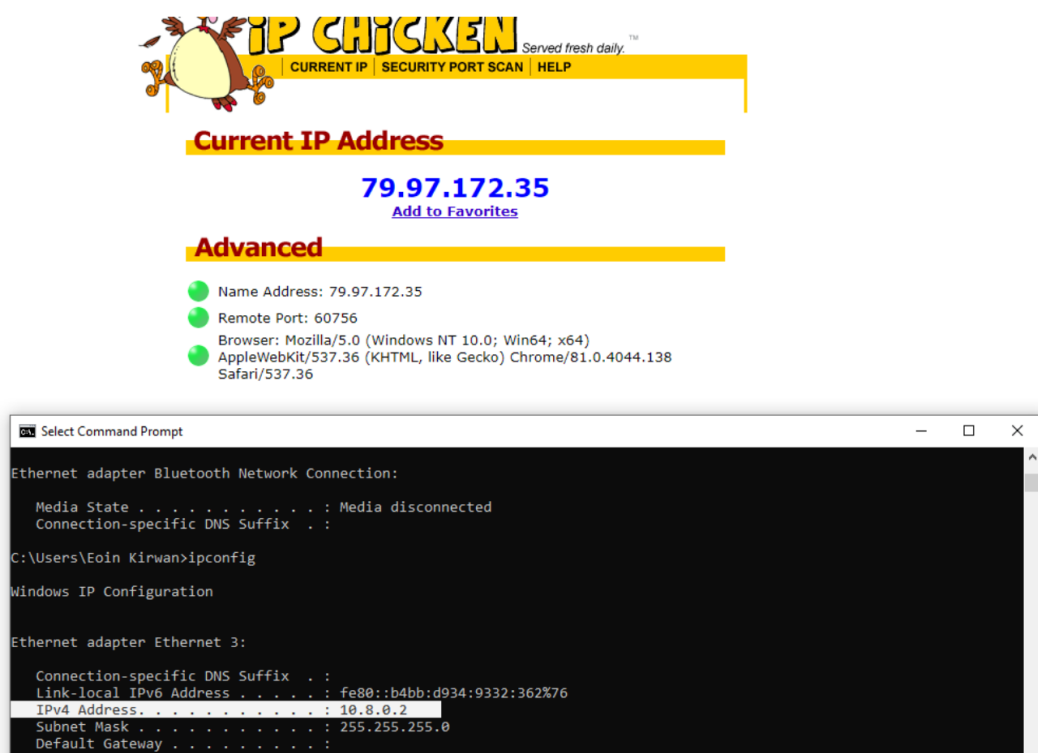 iP CHiCKEN Served fresh daily. ™
CURRENT IP | SECURITY PORT SCAN | HELP
Current IP Address
79.97.172.35
Add to Favorites
Advanced
Name Address: 79.97.172.35
Remote Port: 60756
Browser: Mozilla/5.0 (Windows NT 10.0; Win64; x64)
AppleWebKit/537.36 (KHTML, like Gecko) Chrome/81.0.4044.138
Safari/537.36
Select Command Prompt
Ethernet adapter Bluetooth Network Connection:
Media State . . . . . . . . . . . : Media disconnected
Connection-specific DNS Suffix  . :
C:\Users\Eoin Kirwan>ipconfig
Windows IP Configuration
Ethernet adapter Ethernet 3:
Connection-specific DNS Suffix  . :
Link-local IPv6 Address . . . . . : fe80::b4bb:d934:9332:362%76
IPv4 Address. . . . . . . . . . . : 10.8.0.2
Subnet Mask . . . . . . . . . . . : 255.255.255.0
Default Gateway . . . . . . . . . :